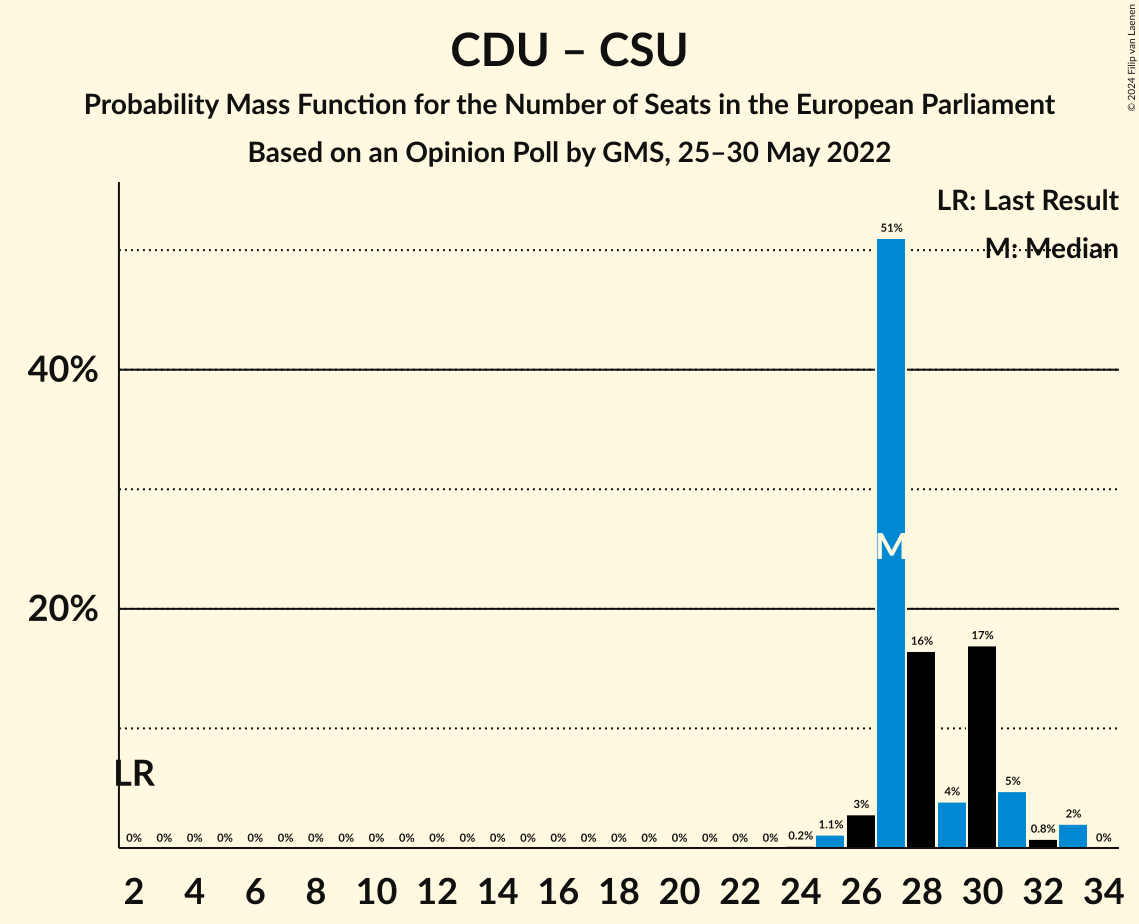 CDU – CSU
Probability Mass Function for the Number of Seats in the European Parliament
Based on an Opinion Poll by GMS, 25–30 May 2022
© 2024 Filip van Laenen
LR: Last Result
M: Median
51%
40%
M
20%
17%
16%
LR
5%
4%
3%
2%
1.1%
0.8%
0.2%
0% 0% 0% 0% 0% 0% 0% 0% 0% 0% 0% 0% 0% 0% 0% 0% 0% 0% 0% 0% 0% 0% 0%
2 4 6 8 10 12 14 16 18 20 22 24 26 28 30 32 34